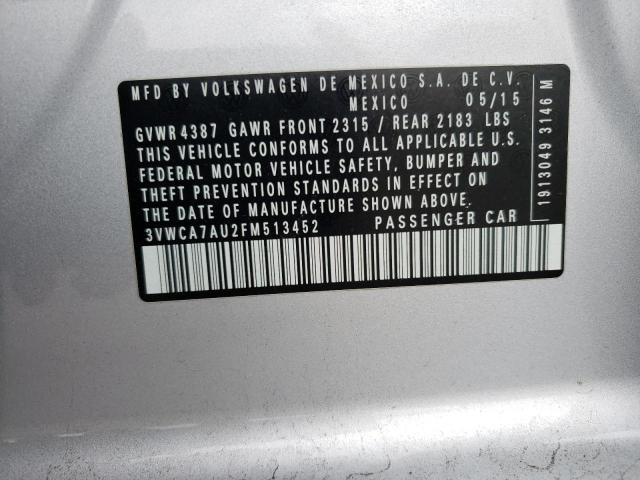 MFD BY VOLKSWAGEN DE MEXICO S.A. DE C.V.
MEXICO 05/15
GVWR 4387 GAWR FRONT 2315 / REAR 2183 LBS
THIS VEHICLE CONFORMS TO ALL APPLICABLE U.S.
FEDERAL MOTOR VEHICLE SAFETY, BUMPER AND
THEFT PREVENTION STANDARDS IN EFFECT ON
THE DATE OF MANUFACTURE SHOWN ABOVE.
3VWCA7AU2FM513452 PASSENGER CAR
1913049 3146 M